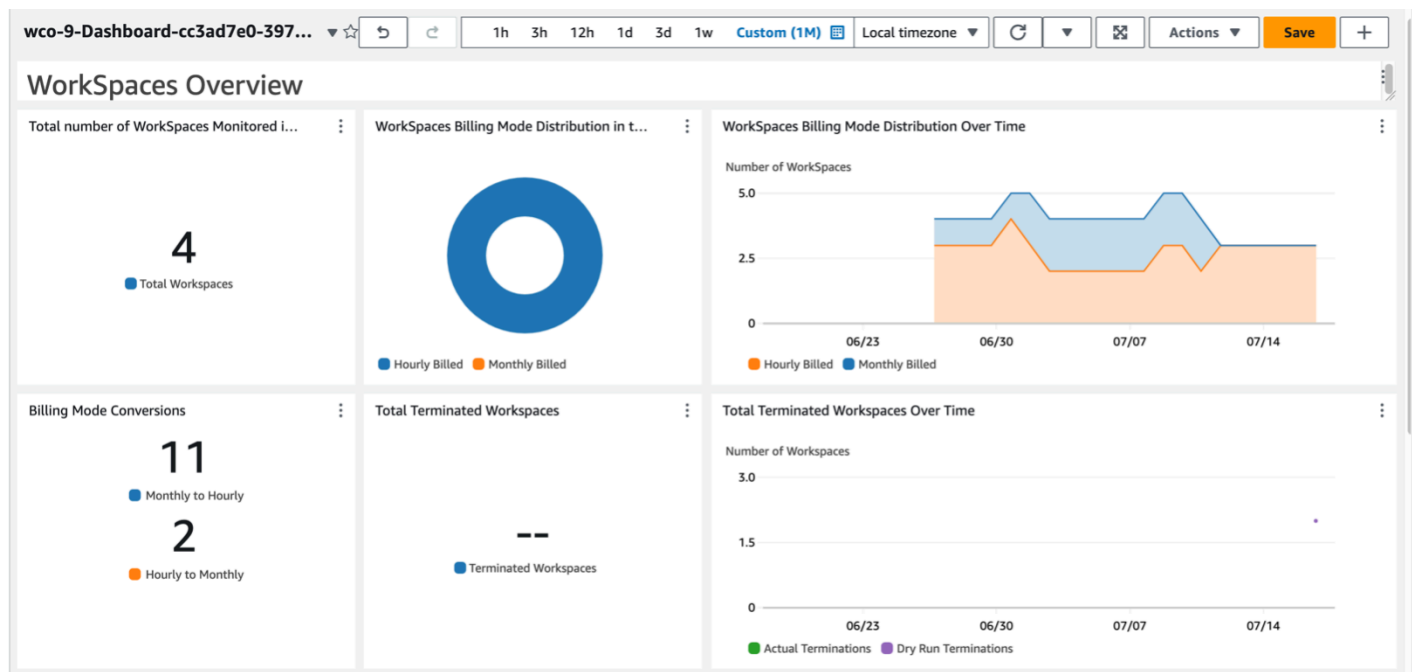 wco-9-Dashboard-cc3ad7e0-397...
1h 3h 12h 1d 3d 1w Custom (1M) Local timezone Actions Save
WorkSpaces Overview
Total number of WorkSpaces Monitored i...
4
Total Workspaces
WorkSpaces Billing Mode Distribution in t...
Hourly Billed Monthly Billed
WorkSpaces Billing Mode Distribution Over Time
Number of WorkSpaces
5.0
2.5
0
06/23 06/30 07/07 07/14
Hourly Billed Monthly Billed
Billing Mode Conversions
11
Monthly to Hourly
2
Hourly to Monthly
Total Terminated Workspaces
--
Terminated Workspaces
Total Terminated Workspaces Over Time
Number of Workspaces
3.0
1.5
0
06/23 06/30 07/07 07/14
Actual Terminations Dry Run Terminations